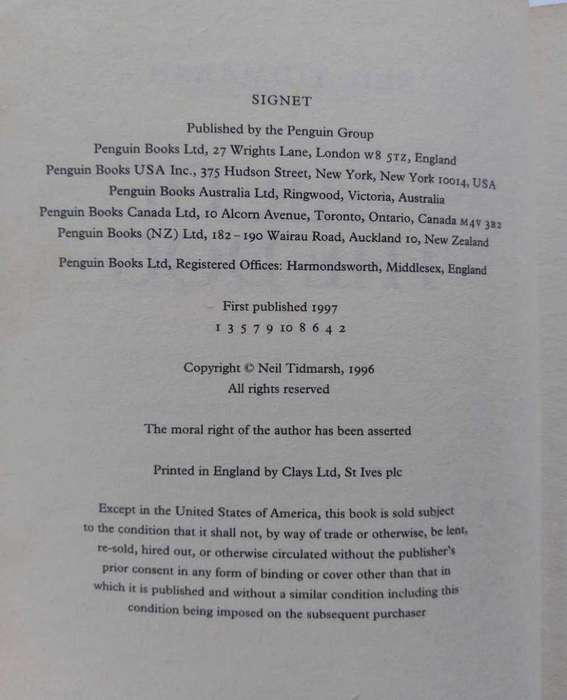 SIGNET
Published by the Penguin Group
Penguin Books Ltd, 27 Wrights Lane, London W8 5TZ, England
Penguin Books USA Inc., 375 Hudson Street, New York, New York 10014, USA
Penguin Books Australia Ltd, Ringwood, Victoria, Australia
Penguin Books Canada Ltd, 10 Alcorn Avenue, Toronto, Ontario, Canada M4V 3B2
Penguin Books (NZ) Ltd, 182–190 Wairau Road, Auckland 10, New Zealand
Penguin Books Ltd, Registered Offices: Harmondsworth, Middlesex, England
First published 1997
1 3 5 7 9 10 8 6 4 2
Copyright © Neil Tidmarsh, 1996
All rights reserved
The moral right of the author has been asserted
Printed in England by Clays Ltd, St Ives plc
Except in the United States of America, this book is sold subject
to the condition that it shall not, by way of trade or otherwise, be lent,
re-sold, hired out, or otherwise circulated without the publisher's
prior consent in any form of binding or cover other than that in
which it is published and without a similar condition including this
condition being imposed on the subsequent purchaser